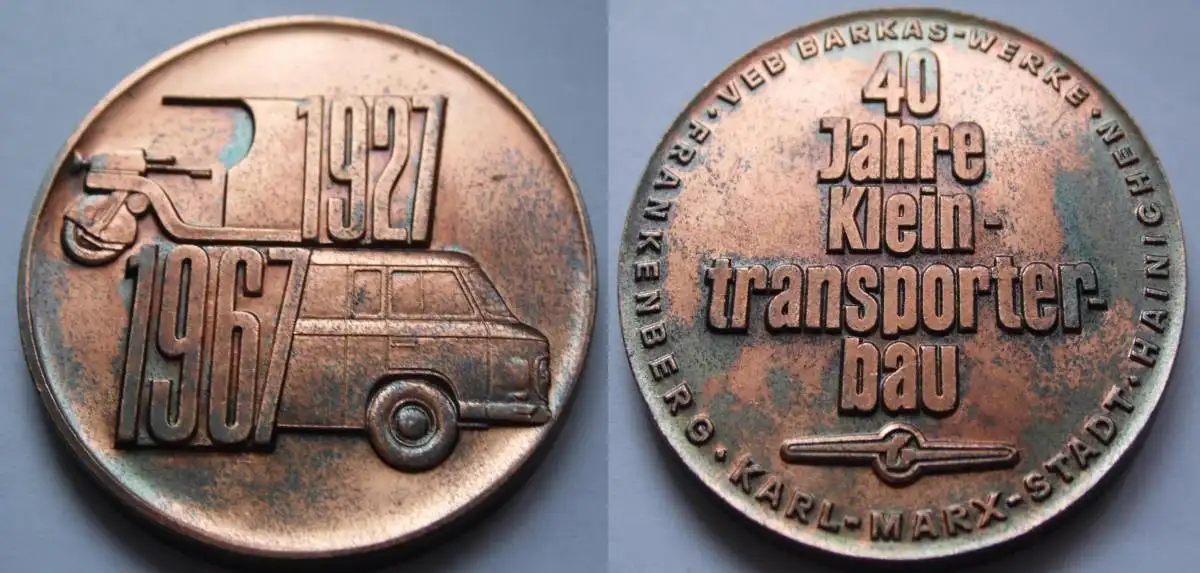 1927
1967
VEB BARKAS-WERKE · HAINICHEN · KARL-MARX-STADT · FRANKENBERG ·
40
Jahre
Klein-
transporter-
bau